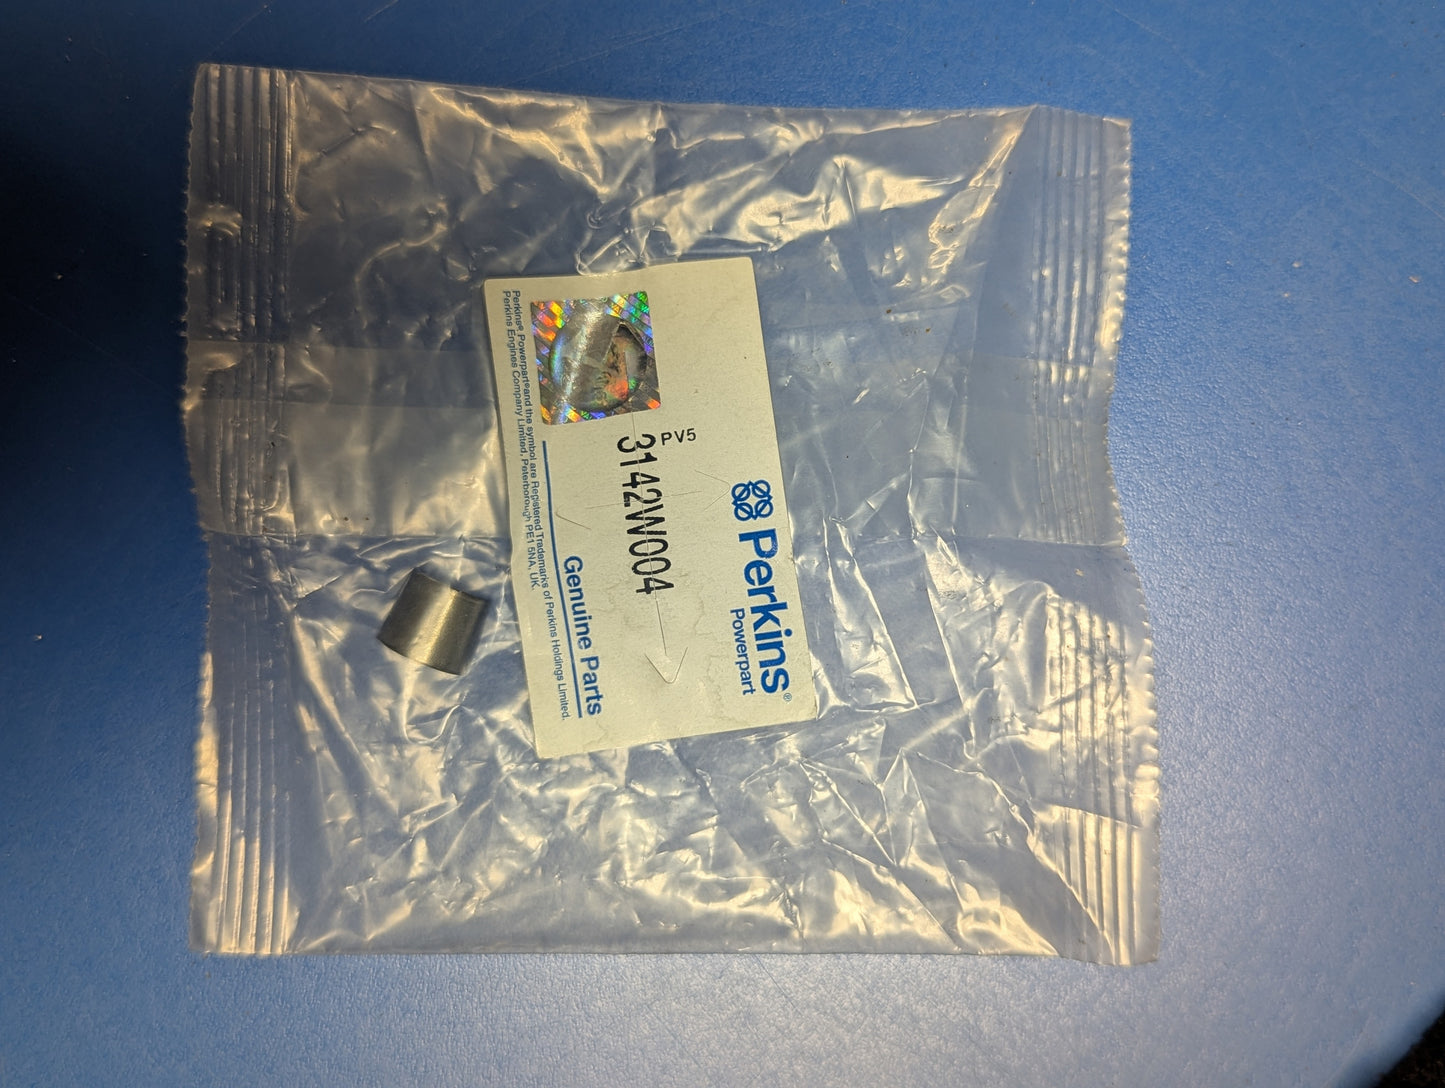 Perkins®
Powerpart
PV5
3142W004
Genuine Parts
Perkins® Powerpart® and the symbol are Registered Trademarks of Perkins Holdings Limited.
Perkins Engines Company Limited, Peterborough PE1 5NA, UK.